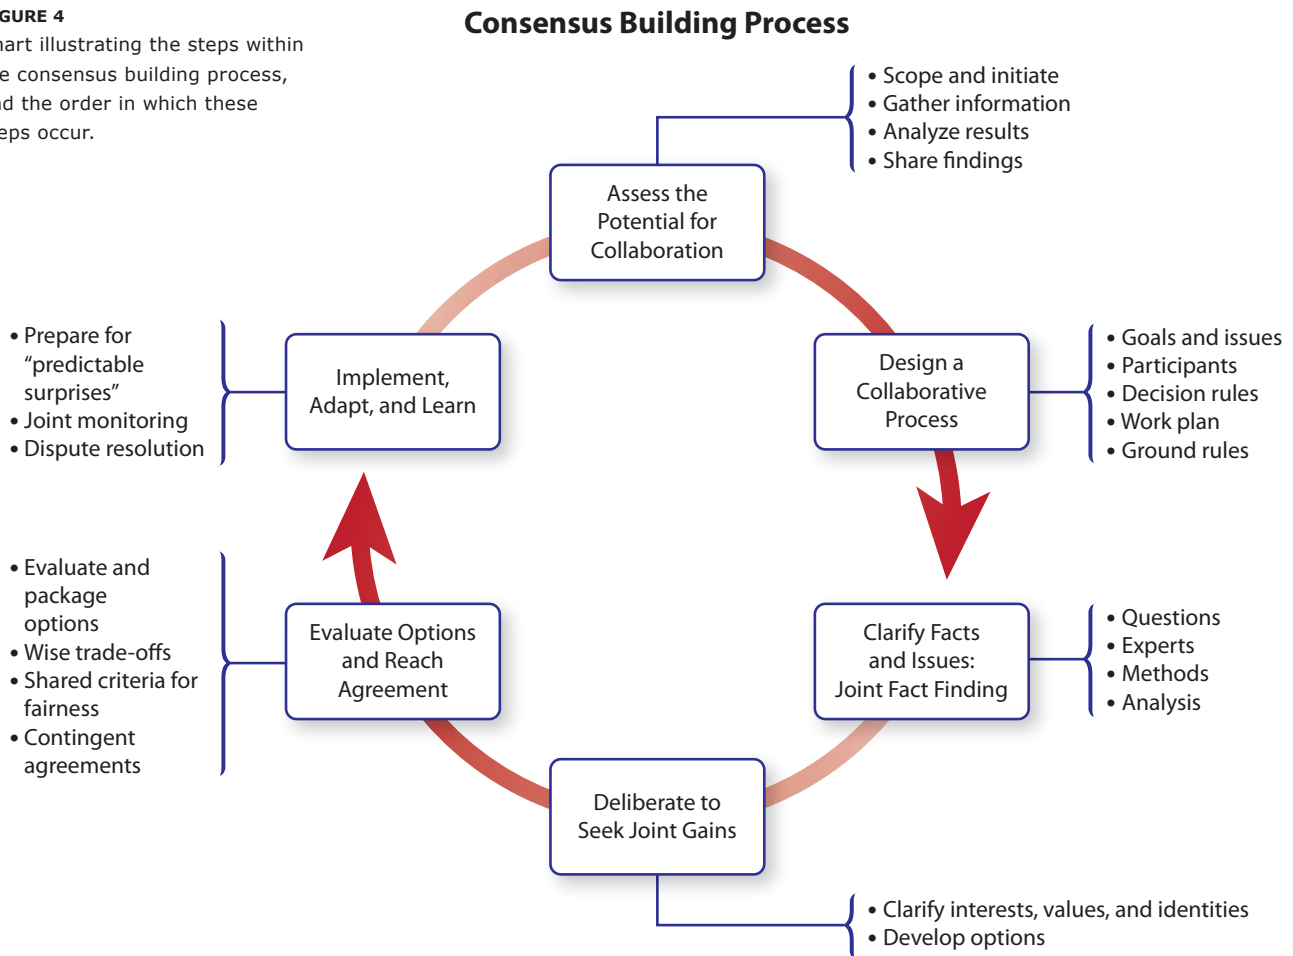 GURE 4
hart illustrating the steps within
e consensus building process,
nd the order in which these
eps occur.
Consensus Building Process
• Scope and initiate
• Gather information
• Analyze results
• Share findings
Assess the
Potential for
Collaboration
Design a
Collaborative
Process
• Goals and issues
• Participants
• Decision rules
• Work plan
• Ground rules
Clarify Facts
and Issues:
Joint Fact Finding
• Questions
• Experts
• Methods
• Analysis
Deliberate to
Seek Joint Gains
• Clarify interests, values, and identities
• Develop options
Evaluate Options
and Reach
Agreement
• Evaluate and
package
options
• Wise trade-offs
• Shared criteria for
fairness
• Contingent
agreements
Implement,
Adapt, and Learn
• Prepare for
“predictable
surprises”
• Joint monitoring
• Dispute resolution